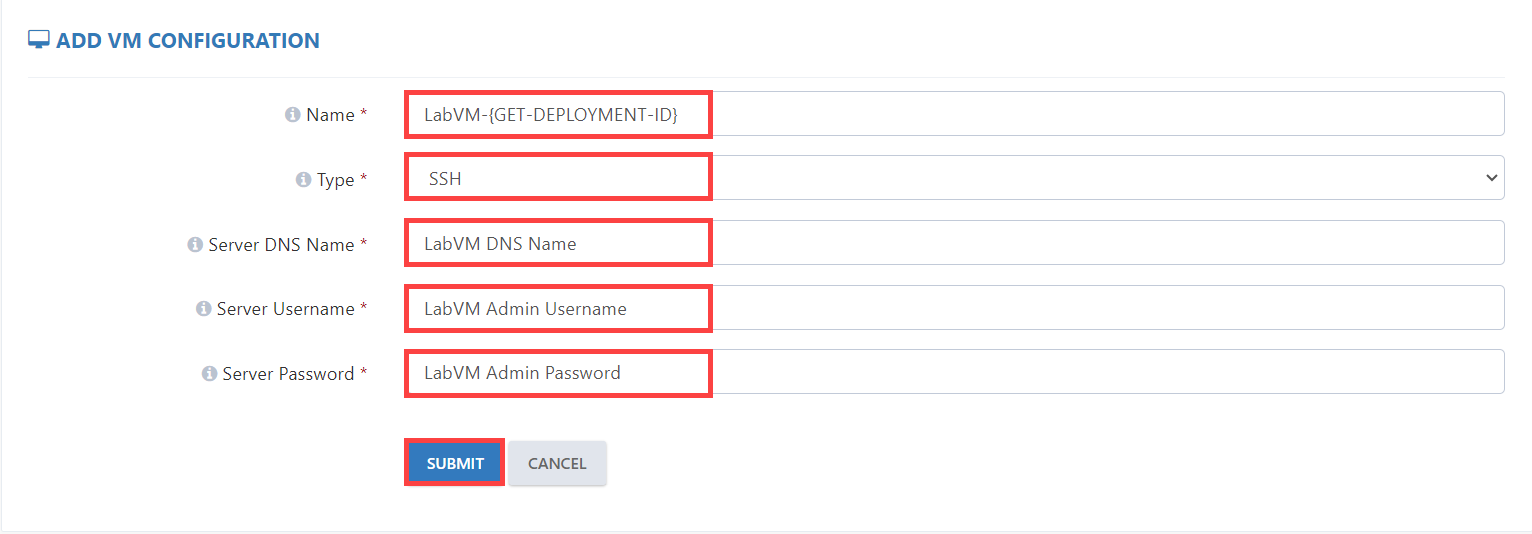 ADD VM CONFIGURATION
Name * LabVM-{GET-DEPLOYMENT-ID}
Type * SSH
Server DNS Name * LabVM DNS Name
Server Username * LabVM Admin Username
Server Password * LabVM Admin Password
SUBMIT CANCEL